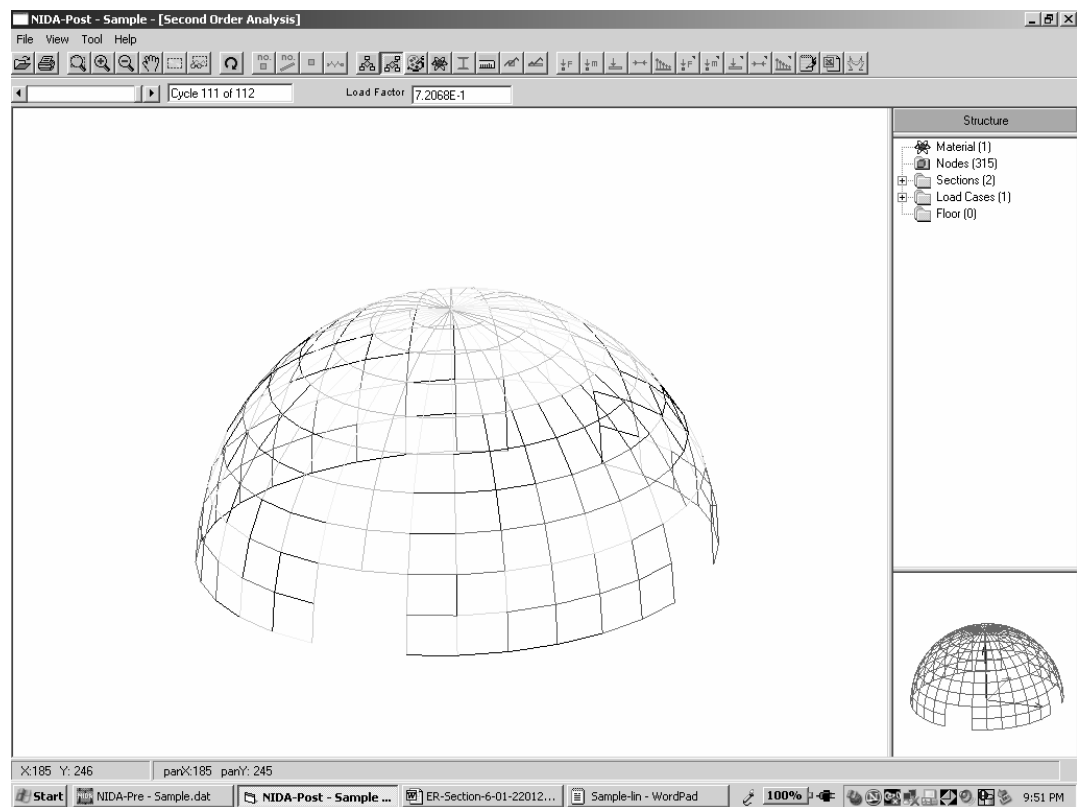 NIDA-Post - Sample - [Second Order Analysis]
File View Tool Help
no. no.
Cycle 111 of 112 Load Factor 7.2068E-1
Structure
Material (1)
Nodes (315)
Sections (2)
Load Cases (1)
Floor (0)
X:185 Y: 246 panX:185 panY: 245
Start NIDA-Pre - Sample.dat NIDA-Post - Sample ... ER-Section-6-01-22012... Sample-lin - WordPad 100% 9:51 PM